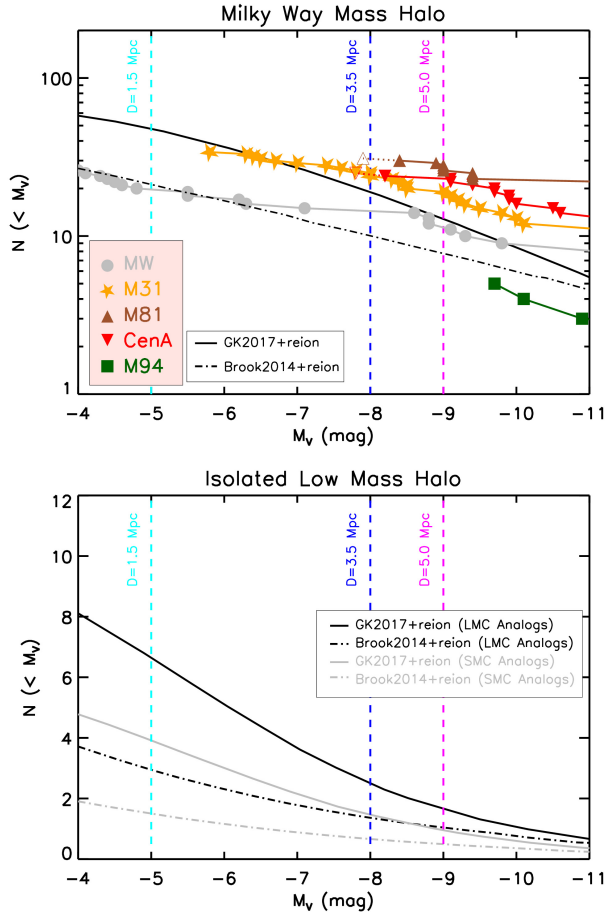 Milky Way Mass Halo
D=1.5 Mpc
D=3.5 Mpc
D=5.0 Mpc
100
10
1
N (< M_V)
MW
M31
M81
CenA
M94
GK2017+reion
Brook2014+reion
-4 -5 -6 -7 -8 -9 -10 -11
M_V (mag)
Isolated Low Mass Halo
D=1.5 Mpc
D=3.5 Mpc
D=5.0 Mpc
12
10
8
6
4
2
0
N (< M_V)
GK2017+reion (LMC Analogs)
Brook2014+reion (LMC Analogs)
GK2017+reion (SMC Analogs)
Brook2014+reion (SMC Analogs)
-4 -5 -6 -7 -8 -9 -10 -11
M_V (mag)